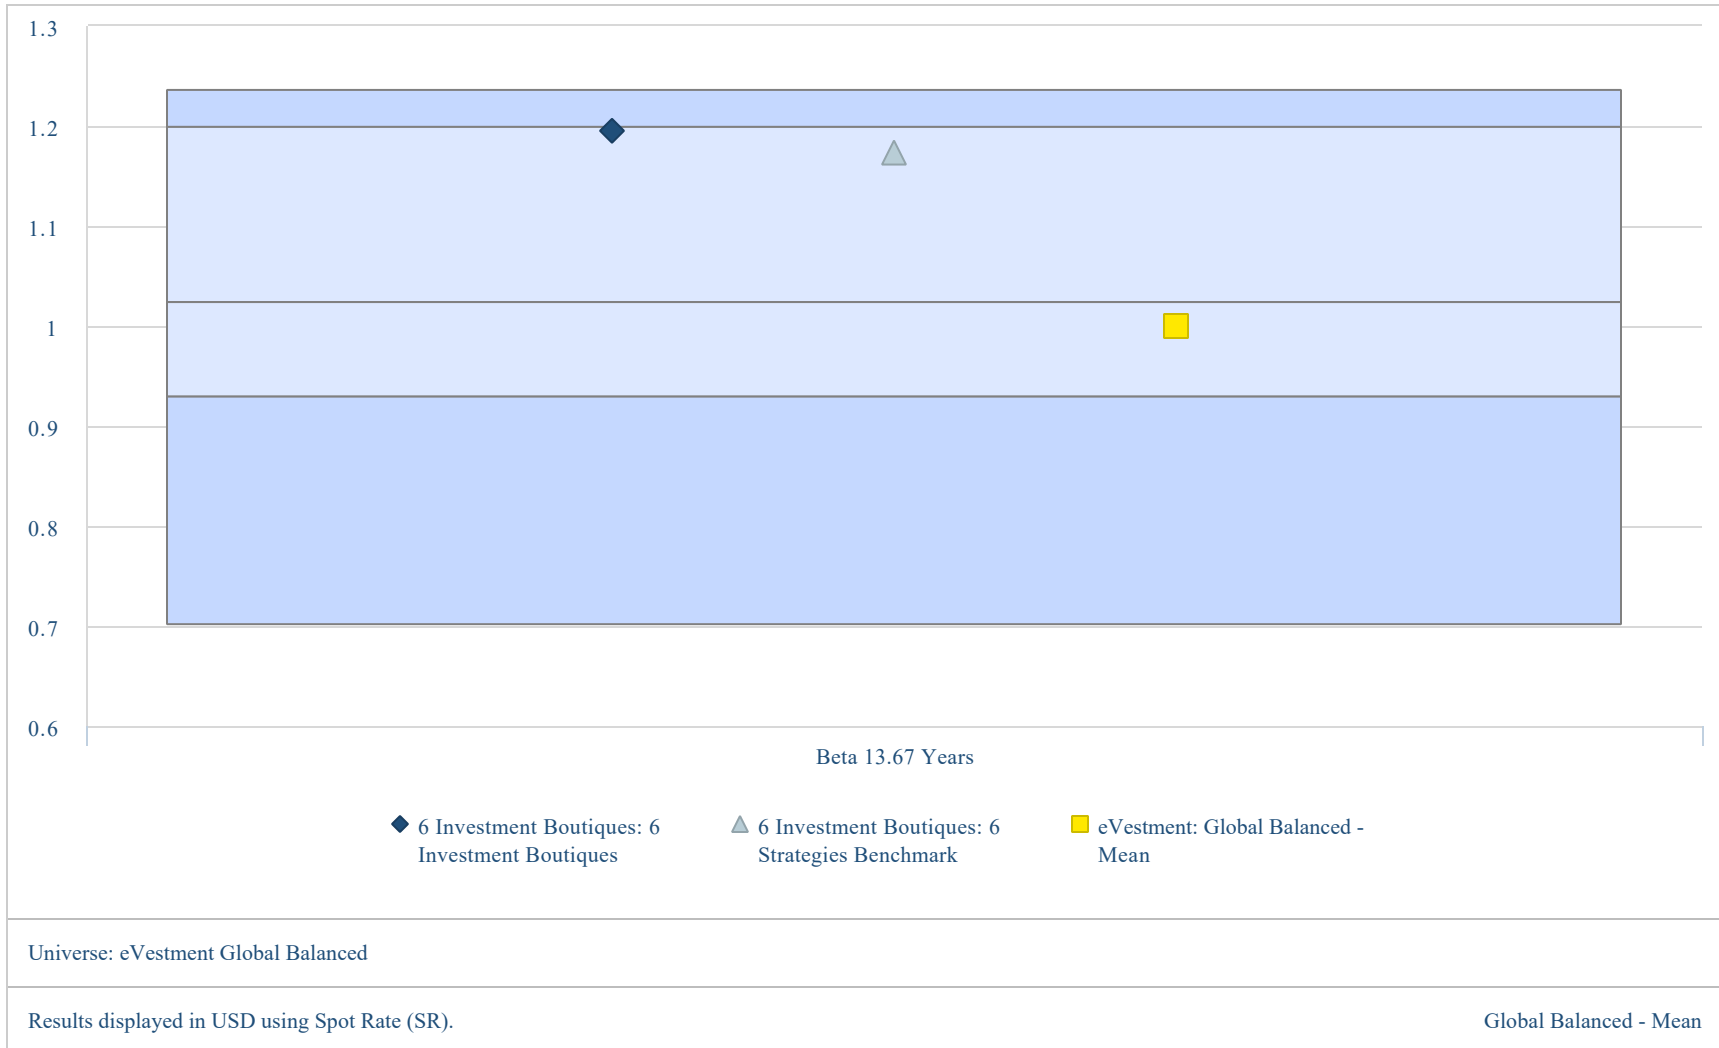 1.3
1.2
1.1
1
0.9
0.8
0.7
0.6
Beta 13.67 Years
6 Investment Boutiques: 6
Investment Boutiques
6 Investment Boutiques: 6
Strategies Benchmark
eVestment: Global Balanced -
Mean
Universe: eVestment Global Balanced
Results displayed in USD using Spot Rate (SR).
Global Balanced - Mean